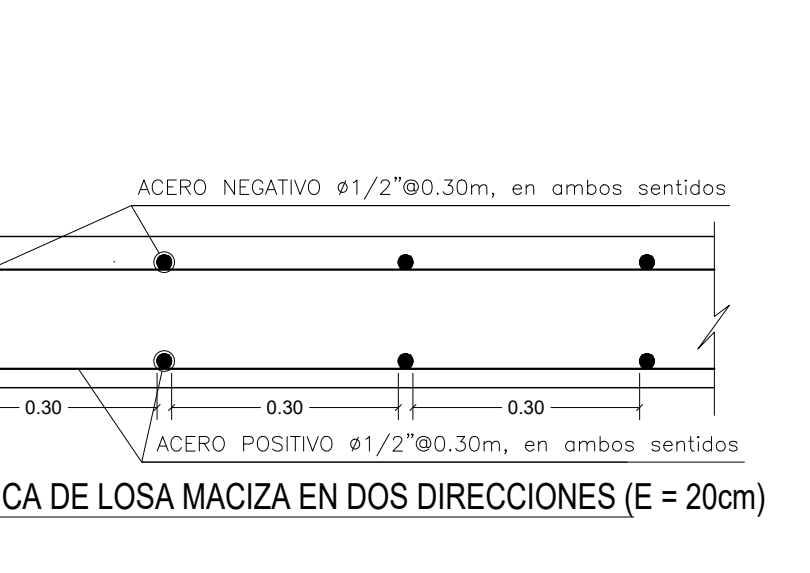 ACERO NEGATIVO ø1/2”@0.30m, en ambos sentidos
0.30 0.30 0.30
ACERO POSITIVO ø1/2”@0.30m, en ambos sentidos
CA DE LOSA MACIZA EN DOS DIRECCIONES (E = 20cm)